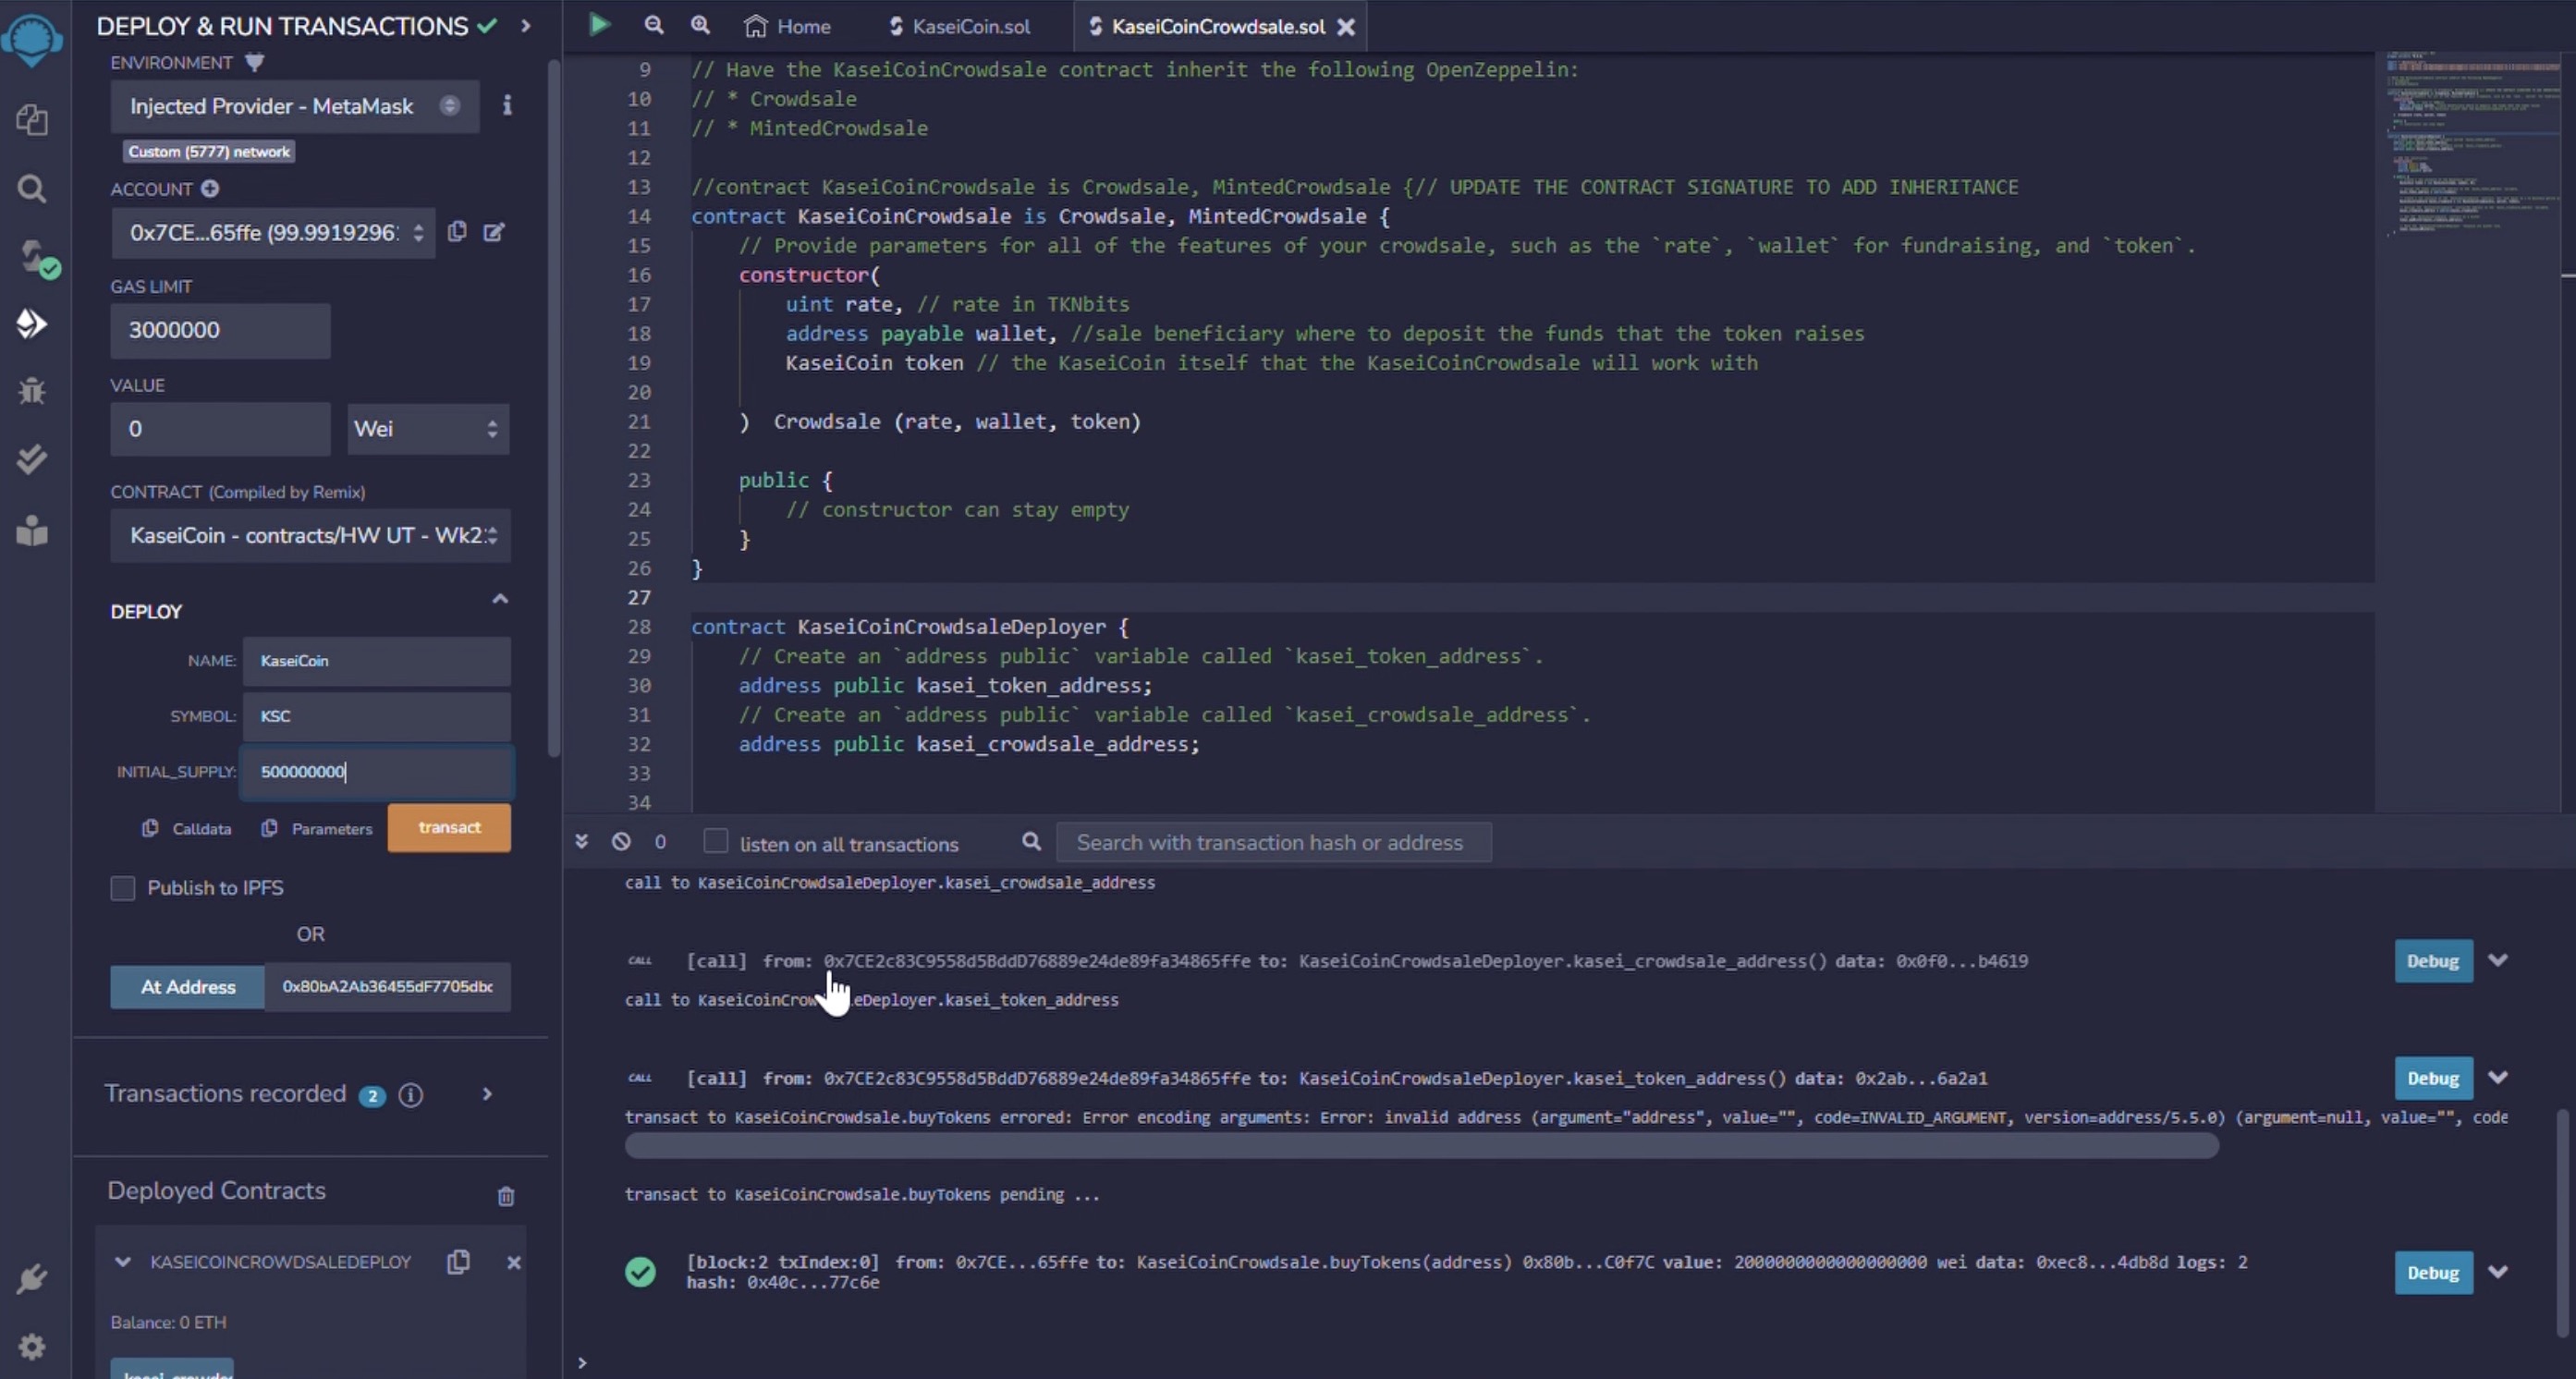 DEPLOY & RUN TRANSACTIONS
ENVIRONMENT
Injected Provider - MetaMask
Custom (5777) network
ACCOUNT
0x7CE...65ffe (99.9919296
GAS LIMIT
3000000
VALUE
0
Wei
CONTRACT (Compiled by Remix)
KaseiCoin - contracts/HW UT - Wk2
DEPLOY
NAME: KaseiCoin
SYMBOL: KSC
INITIAL_SUPPLY: 500000000
Calldata Parameters transact
Publish to IPFS
OR
At Address 0x80bA2Ab36455dF7705dbc
Transactions recorded 2
Deployed Contracts
KASEICOINCROWDSALEDEPLOY
Balance: 0 ETH
Home KaseiCoin.sol KaseiCoinCrowdsale.sol
9 // Have the KaseiCoinCrowdsale contract inherit the following OpenZeppelin:
10 // * Crowdsale
11 // * MintedCrowdsale
12
13 //contract KaseiCoinCrowdsale is Crowdsale, MintedCrowdsale {// UPDATE THE CONTRACT SIGNATURE TO ADD INHERITANCE
14 contract KaseiCoinCrowdsale is Crowdsale, MintedCrowdsale {
15 // Provide parameters for all of the features of your crowdsale, such as the `rate`, `wallet` for fundraising, and `token`.
16 constructor(
17 uint rate, // rate in TKNbits
18 address payable wallet, //sale beneficiary where to deposit the funds that the token raises
19 KaseiCoin token // the KaseiCoin itself that the KaseiCoinCrowdsale will work with
20
21 ) Crowdsale (rate, wallet, token)
22
23 public {
24 // constructor can stay empty
25 }
26 }
27
28 contract KaseiCoinCrowdsaleDeployer {
29 // Create an `address public` variable called `kasei_token_address`.
30 address public kasei_token_address;
31 // Create an `address public` variable called `kasei_crowdsale_address`.
32 address public kasei_crowdsale_address;
33
34
0 listen on all transactions Search with transaction hash or address
call to KaseiCoinCrowdsaleDeployer.kasei_crowdsale_address
CALL [call] from: 0x7CE2c83C9558d5BddD76889e24de89fa34865ffe to: KaseiCoinCrowdsaleDeployer.kasei_crowdsale_address() data: 0x0f0...b4619 Debug
call to KaseiCoinCrowdsaleDeployer.kasei_token_address
CALL [call] from: 0x7CE2c83C9558d5BddD76889e24de89fa34865ffe to: KaseiCoinCrowdsaleDeployer.kasei_token_address() data: 0x2ab...6a2a1 Debug
transact to KaseiCoinCrowdsale.buyTokens errored: Error encoding arguments: Error: invalid address (argument="address", value="", code=INVALID_ARGUMENT, version=address/5.5.0) (argument=null, value="", code
transact to KaseiCoinCrowdsale.buyTokens pending ...
[block:2 txIndex:0] from: 0x7CE...65ffe to: KaseiCoinCrowdsale.buyTokens(address) 0x80b...C0f7C value: 2000000000000000000 wei data: 0xec8...4db8d logs: 2 Debug
hash: 0x40c...77c6e